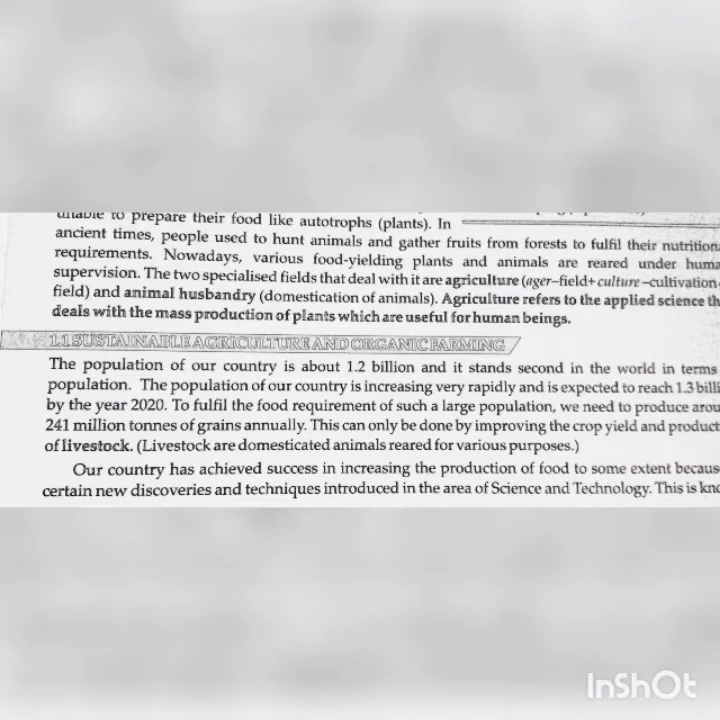 unable to prepare their food like autotrophs (plants). In
ancient times, people used to hunt animals and gather fruits from forests to fulfil their nutritiona
requirements. Nowadays, various food-yielding plants and animals are reared under huma
supervision. The two specialised fields that deal with it are agriculture (ager–field+ culture –cultivation
field) and animal husbandry (domestication of animals). Agriculture refers to the applied science th
deals with the mass production of plants which are useful for human beings.
1.1 SUSTAINABLE AGRICULTURE AND ORGANIC FARMING
The population of our country is about 1.2 billion and it stands second in the world in terms
population. The population of our country is increasing very rapidly and is expected to reach 1.3 billi
by the year 2020. To fulfil the food requirement of such a large population, we need to produce arou
241 million tonnes of grains annually. This can only be done by improving the crop yield and product
of livestock. (Livestock are domesticated animals reared for various purposes.)
Our country has achieved success in increasing the production of food to some extent becaus
certain new discoveries and techniques introduced in the area of Science and Technology. This is kno
InShOt